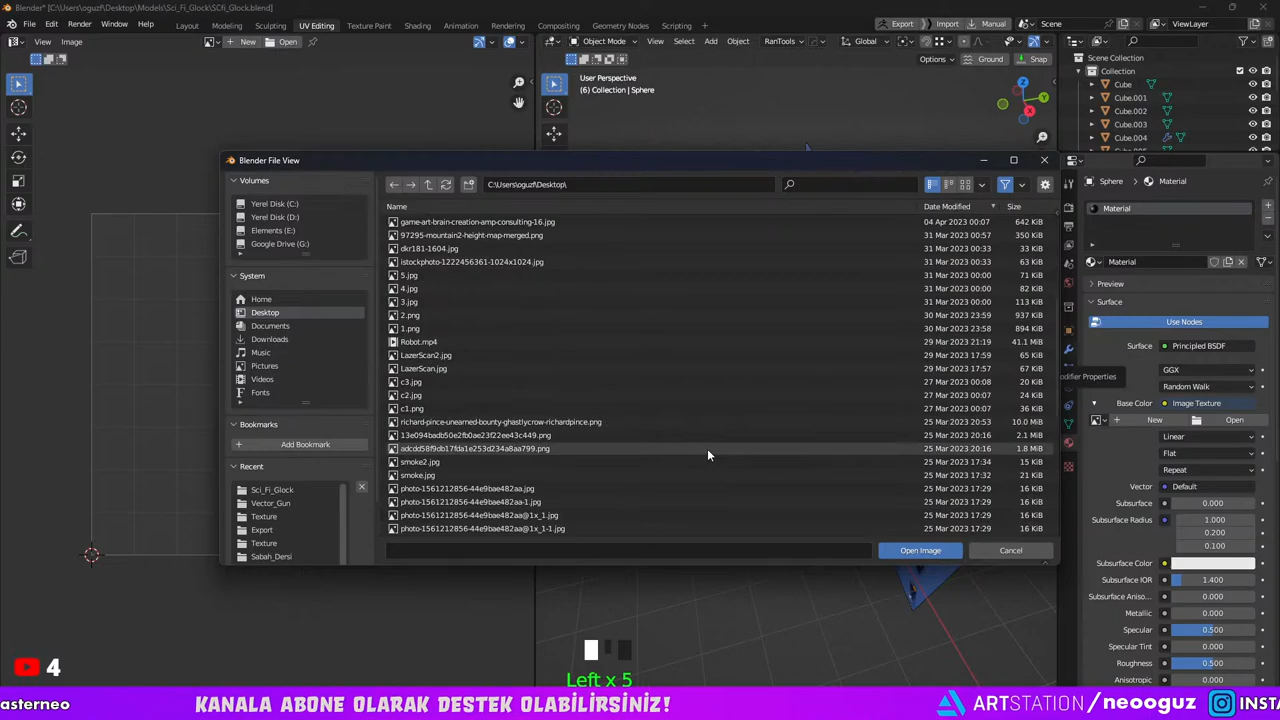 Blender* [C:\Users\oguzf\Desktop\Models\Sci_Fi_Glock\SCfi_Glock.blend]
File Edit Render Window Help Layout Modeling Sculpting UV Editing Texture Paint Shading Animation Rendering Compositing Geometry Nodes Scripting Export Import Manual Scene ViewLayer
View Image New Open Object Mode View Select Add Object RanTools Global
Options Ground Snap
User Perspective
(6) Collection | Sphere
Scene Collection
Collection
Cube
Cube.001
Cube.002
Cube.003
Cube.004
Blender File View
Volumes
Yerel Disk (C:)
Yerel Disk (D:)
Elements (E:)
Google Drive (G:)
System
Home
Desktop
Documents
Downloads
Music
Pictures
Videos
Fonts
Bookmarks
Add Bookmark
Recent
Sci_Fi_Glock
Vector_Gun
Texture
Export
Texture
Sabah_Dersi
C:\Users\oguzf\Desktop\
Name Date Modified Size
game-art-brain-creation-amp-consulting-16.jpg 04 Apr 2023 00:07 642 KiB
97295-mountain2-height-map-merged.png 31 Mar 2023 00:57 350 KiB
dkr181-1604.jpg 31 Mar 2023 00:33 33 KiB
istockphoto-1222456361-1024x1024.jpg 31 Mar 2023 00:01 63 KiB
5.jpg 31 Mar 2023 00:00 71 KiB
4.jpg 31 Mar 2023 00:00 82 KiB
3.jpg 31 Mar 2023 00:00 113 KiB
2.png 30 Mar 2023 23:59 937 KiB
1.png 30 Mar 2023 23:58 894 KiB
Robot.mp4 29 Mar 2023 21:19 41.1 MiB
LazerScan2.jpg 29 Mar 2023 17:59 65 KiB
LazerScan.jpg 29 Mar 2023 17:57 67 KiB
c3.jpg 27 Mar 2023 00:08 20 KiB
c2.jpg 27 Mar 2023 00:07 24 KiB
c1.png 27 Mar 2023 00:07 36 KiB
richard-pince-unearned-bounty-ghastlycrow-richardpince.png 25 Mar 2023 20:53 10.0 MiB
13e094badb50e2fb0ae23f22ee43c449.png 25 Mar 2023 20:16 2.1 MiB
adcdd58f9db17fda1e253d234a8aa799.png 25 Mar 2023 20:16 1.8 MiB
smoke2.jpg 25 Mar 2023 17:34 15 KiB
smoke.jpg 25 Mar 2023 17:32 21 KiB
photo-1561212856-44e9bae482aa.jpg 25 Mar 2023 17:29 16 KiB
photo-1561212856-44e9bae482aa-1.jpg 25 Mar 2023 17:29 16 KiB
photo-1561212856-44e9bae482aa@1x_1.jpg 25 Mar 2023 17:29 16 KiB
photo-1561212856-44e9bae482aa@1x_1-1.jpg 25 Mar 2023 17:29 16 KiB
Open Image Cancel
Sphere Material
Material
Material
Preview
Surface
Use Nodes
Surface Principled BSDF
GGX
odifier Properties
Random Walk
Base Color Image Texture
New Open
Linear
Flat
Repeat
Vector Default
Subsurface 0.000
Subsurface Radius 1.000
0.200
0.100
Subsurface Color
Subsurface IOR 1.400
Subsurface Aniso... 0.000
Metallic 0.000
Specular 0.500
Specular Tint 0.000
Roughness 0.500
Anisotropic 0.000
4
Left x 5
asterneo KANALA ABONE OLARAK DESTEK OLABİLİRSİNİZ! ARTSTATION/neooguz INSTA